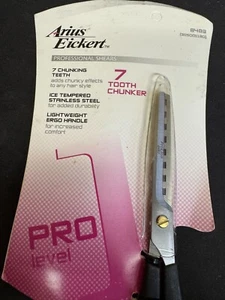 Arius
Eickert™
PROFESSIONAL SHEARS
7 CHUNKING
TEETH
adds chunky effects
to any hair style
ICE TEMPERED
STAINLESS STEEL
for added durability
LIGHTWEIGHT
ERGO HANDLE
for increased
comfort
7
TOOTH
CHUNKER
PRO
level